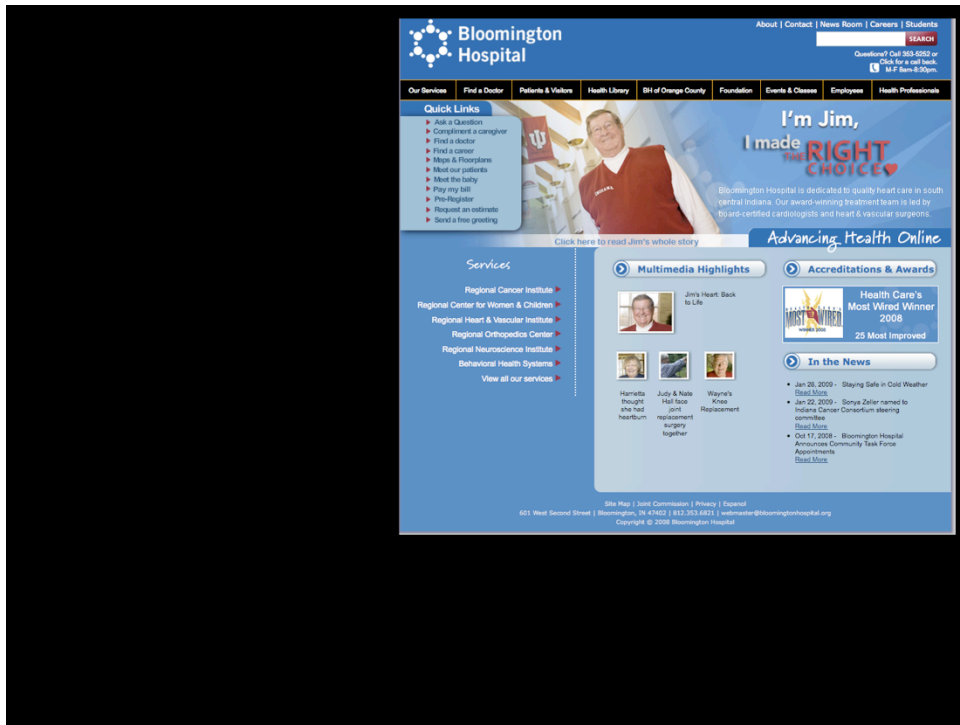 Bloomington
Hospital
About | Contact | News Room | Careers | Students
SEARCH
Questions? Call 353-5252 or
Click for a call back.
M-F 8am-8:30pm.
Our Services Find a Doctor Patients & Visitors Health Library BH of Orange County Foundation Events & Classes Employees Health Professionals
Quick Links
Ask a Question
Compliment a caregiver
Find a doctor
Find a career
Maps & Floorplans
Meet our patients
Meet the baby
Pay my bill
Pre-Register
Request an estimate
Send a free greeting
INDIANA
I'm Jim,
I made
THE RIGHT
CHOICE
Bloomington Hospital is dedicated to quality heart care in south
central Indiana. Our award-winning treatment team is led by
board-certified cardiologists and heart & vascular surgeons.
Click here to read Jim's whole story
Advancing Health Online
Services
Regional Cancer Institute
Regional Center for Women & Children
Regional Heart & Vascular Institute
Regional Orthopedics Center
Regional Neuroscience Institute
Behavioral Health Systems
View all our services
Multimedia Highlights
Jim's Heart: Back
to Life
Harrietta
thought
she had
heartburn
Judy & Nate
Hall face
joint
replacement
surgery
together
Wayne's
Knee
Replacement
Accreditations & Awards
MOST WIRED
WINNER 2008
Health Care's
Most Wired Winner
2008
25 Most Improved
In the News
Jan 28, 2009 - Staying Safe in Cold Weather
Read More
Jan 22, 2009 - Sonya Zeller named to
Indiana Cancer Consortium steering
committee
Read More
Oct 17, 2008 - Bloomington Hospital
Announces Community Task Force
Appointments
Read More
Site Map | Joint Commission | Privacy | Espanol
601 West Second Street | Bloomington, IN 47402 | 812.353.6821 | webmaster@bloomingtonhospital.org
Copyright © 2008 Bloomington Hospital